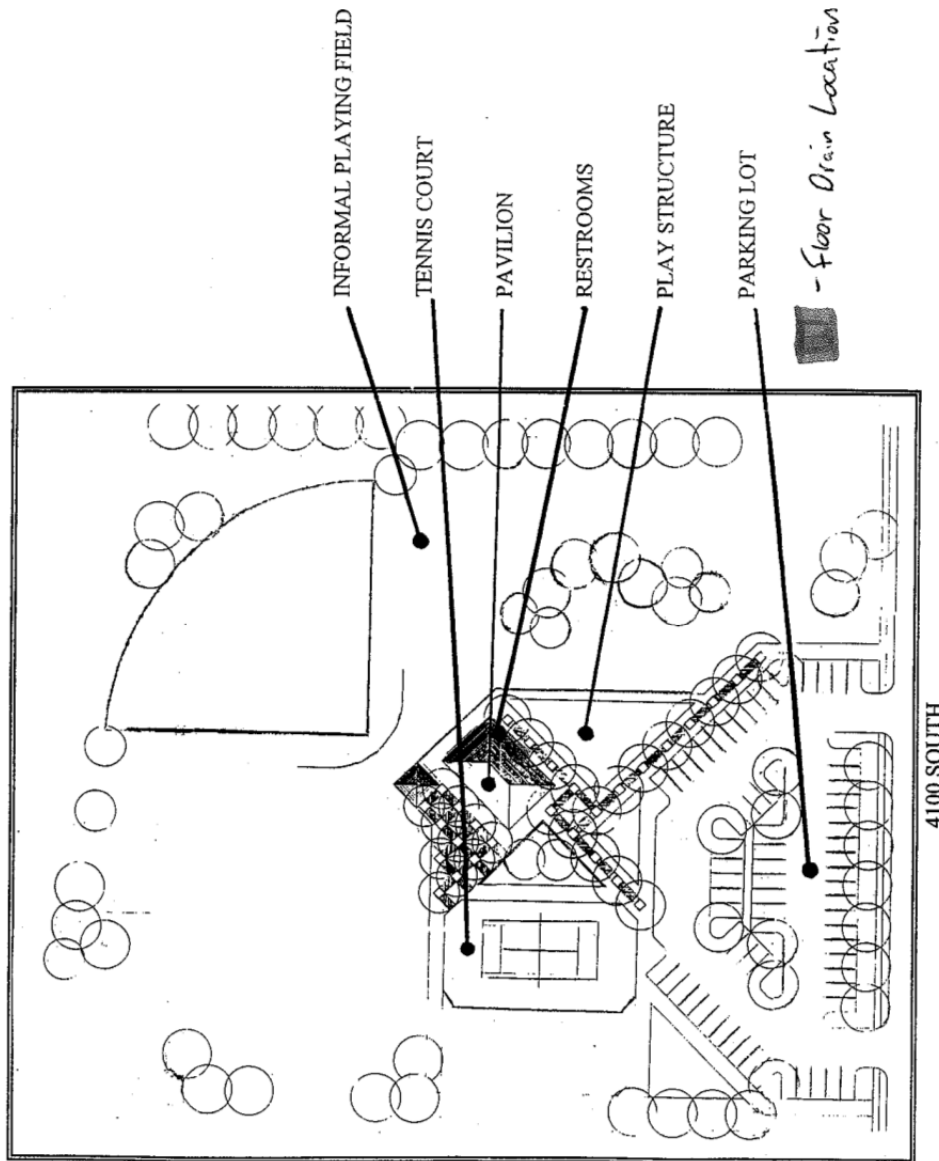 INFORMAL PLAYING FIELD
TENNIS COURT
PAVILION
RESTROOMS
PLAY STRUCTURE
PARKING LOT
- Floor Drain Location
4100 SOUTH